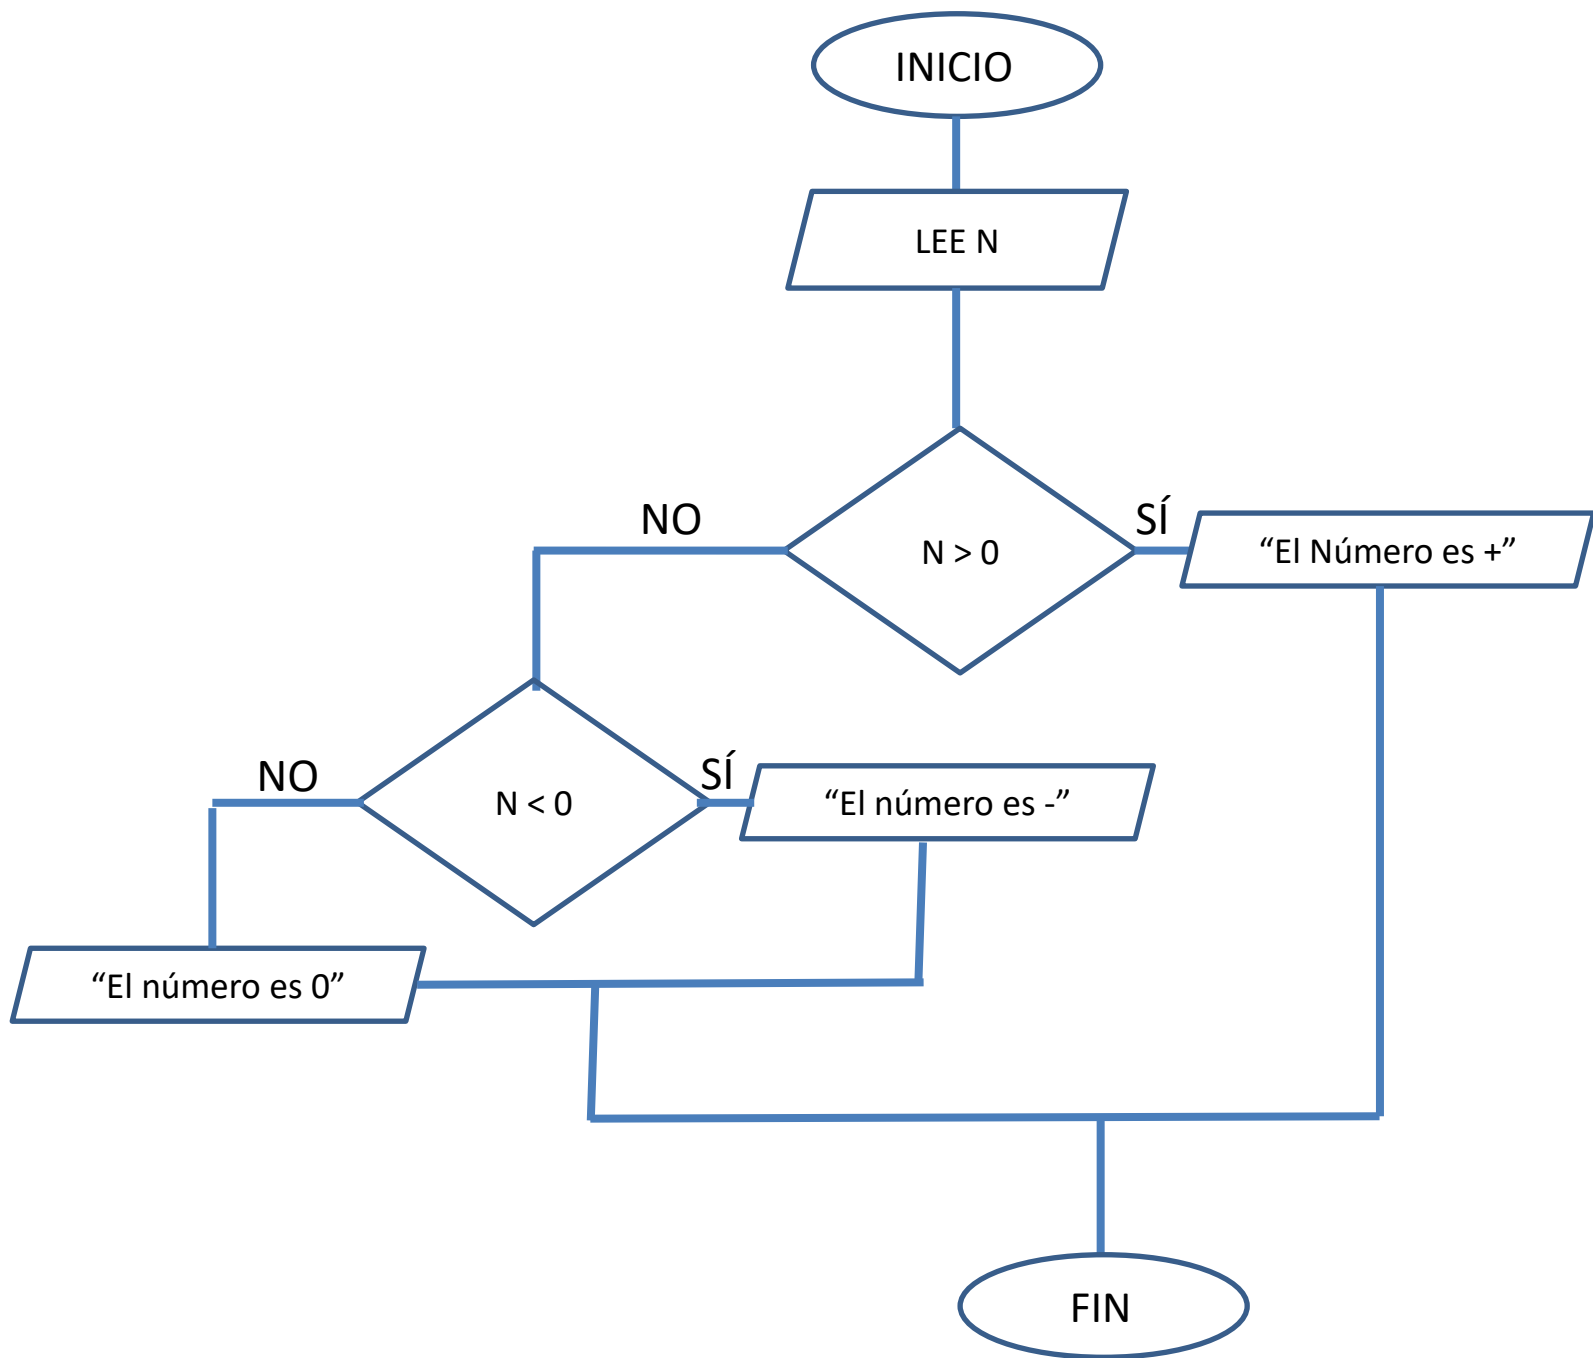 INICIO
LEE N
NO
SÍ
N > 0
“El Número es +”
NO
SÍ
N < 0
“El número es -”
“El número es 0”
FIN